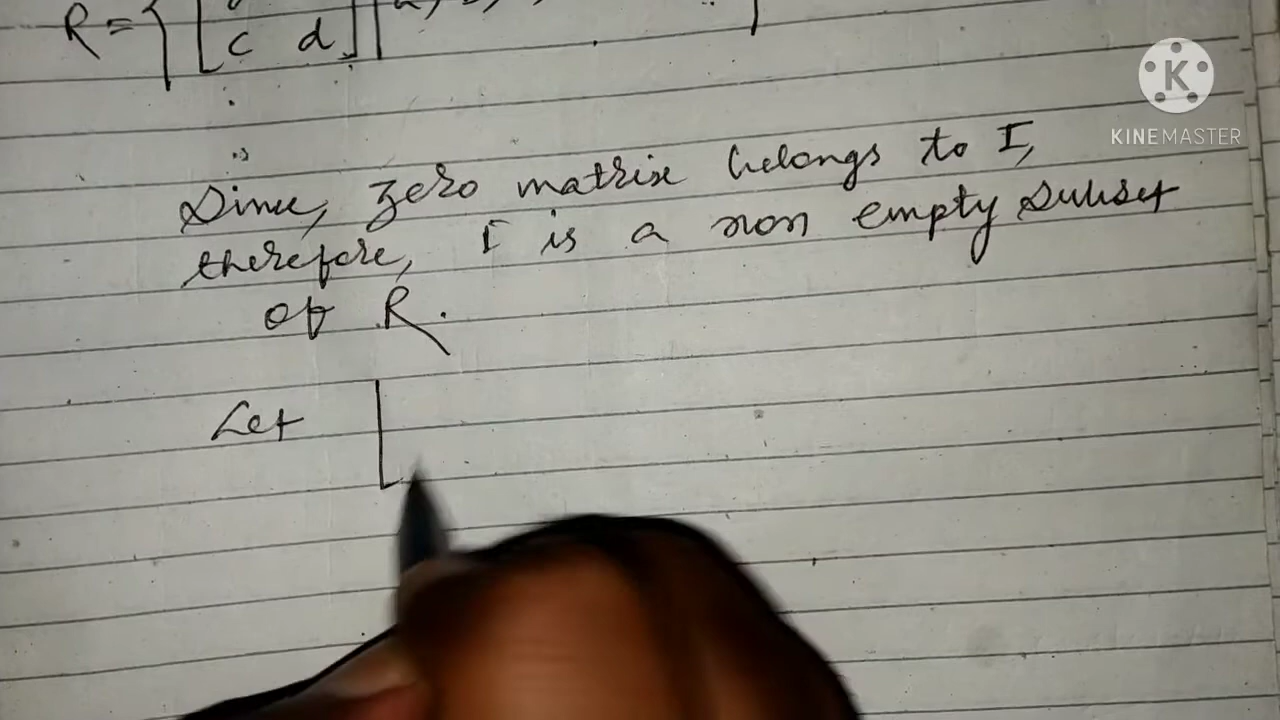 R = { [ c d ] |
K
KINEMASTER
Since, zero matrix belongs to I,
therefore, I is a non empty subset
of R.
Let [